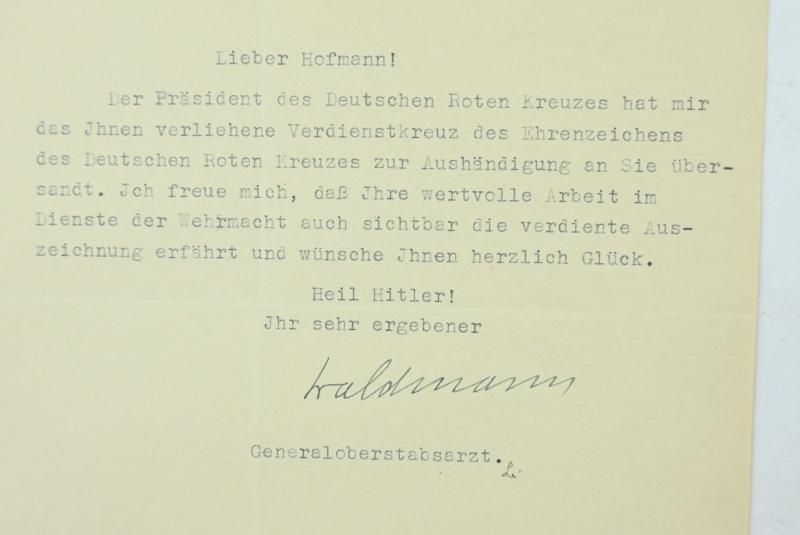 Lieber Hofmann!
Der Präsident des Deutschen Roten Kreuzes hat mir
das Jhnen verliehene Verdienstkreuz des Ehrenzeichens
des Deutschen Roten Kreuzes zur Aushändigung an Sie über-
sandt. Jch freue mich, daß Jhre wertvolle Arbeit im
Dienste der Wehrmacht auch sichtbar die verdiente Aus-
zeichnung erfährt und wünsche Jhnen herzlich Glück.
Heil Hitler!
Jhr sehr ergebener
Waldmann
Generaloberstabsarzt.